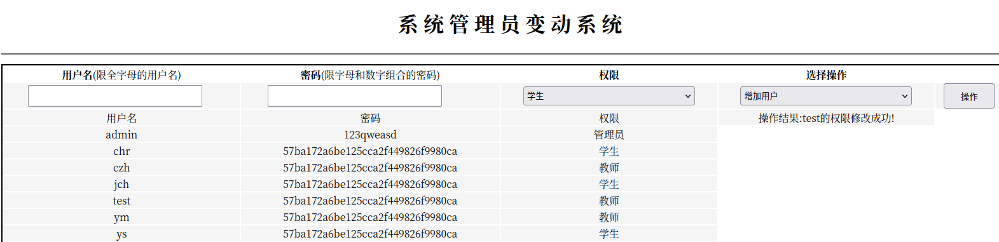 系统管理员变动系统
用户名(限全字母的用户名) 密码(限字母和数字组合的密码) 权限 选择操作
学生 增加用户 操作
用户名 密码 权限 操作结果:test的权限修改成功!
admin 123qweasd 管理员
chr 57ba172a6be125cca2f449826f9980ca 学生
czh 57ba172a6be125cca2f449826f9980ca 教师
jch 57ba172a6be125cca2f449826f9980ca 学生
test 57ba172a6be125cca2f449826f9980ca 教师
ym 57ba172a6be125cca2f449826f9980ca 教师
ys 57ba172a6be125cca2f449826f9980ca 学生